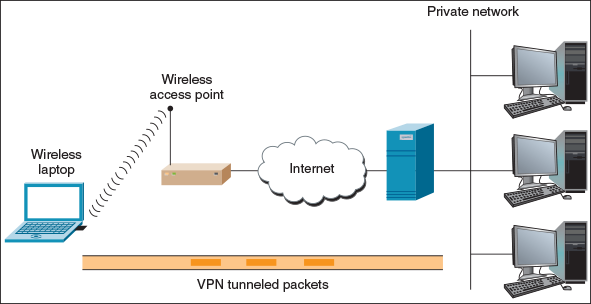 Private network
Wireless
access point
Wireless
laptop
Internet
VPN tunneled packets